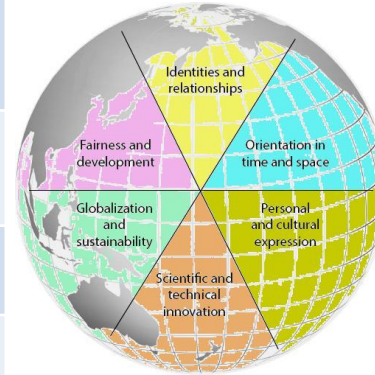 Identities and
relationships
Fairness and
development
Orientation in
time and space
Globalization
and
sustainability
Personal
and cultural
expression
Scientific and
technical
innovation